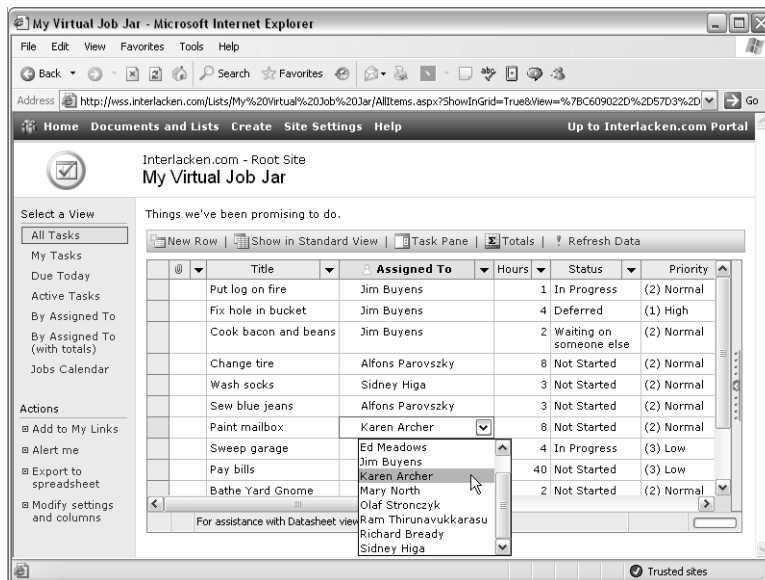 My Virtual Job Jar - Microsoft Internet Explorer
File Edit View Favorites Tools Help
Back Search Favorites
Address http://wss.interlacken.com/Lists/My%20Virtual%20Job%20Jar/AllItems.aspx?ShowInGrid=True&View=%7BC609022D%2D57D3%2D Go
Home Documents and Lists Create Site Settings Help Up to Interlacken.com Portal
Interlacken.com - Root Site
My Virtual Job Jar
Select a View
All Tasks
My Tasks
Due Today
Active Tasks
By Assigned To
By Assigned To
(with totals)
Jobs Calendar
Actions
Add to My Links
Alert me
Export to
spreadsheet
Modify settings
and columns
Things we've been promising to do.
New Row | Show in Standard View | Task Pane | Σ Totals | Refresh Data
Title Assigned To Hours Status Priority
Put log on fire Jim Buyens 1 In Progress (2) Normal
Fix hole in bucket Jim Buyens 4 Deferred (1) High
Cook bacon and beans Jim Buyens 2 Waiting on (2) Normal
someone else
Change tire Alfons Parovszky 8 Not Started (2) Normal
Wash socks Sidney Higa 3 Not Started (2) Normal
Sew blue jeans Alfons Parovszky 3 Not Started (2) Normal
Paint mailbox Karen Archer 8 Not Started (2) Normal
Sweep garage 4 In Progress (3) Low
Pay bills 40 Not Started (3) Low
Bathe Yard Gnome 2 Not Started (2) Normal
Ed Meadows
Jim Buyens
Karen Archer
Mary North
Olaf Stronczyk
Ram Thirunavukkarasu
Richard Bready
Sidney Higa
For assistance with Datasheet view
Trusted sites